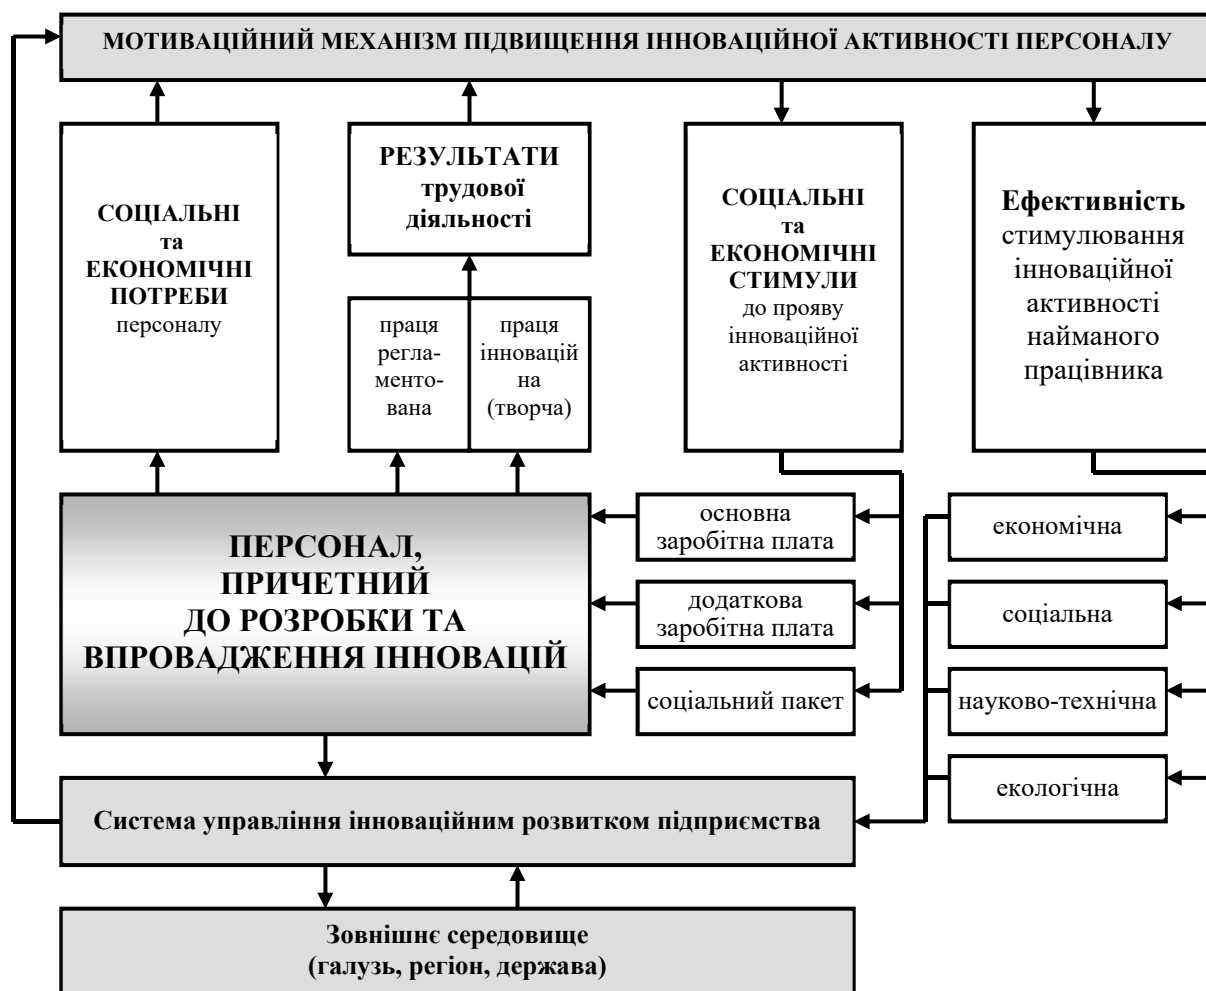 МОТИВАЦІЙНИЙ МЕХАНІЗМ ПІДВИЩЕННЯ ІННОВАЦІЙНОЇ АКТИВНОСТІ ПЕРСОНАЛУ
СОЦІАЛЬНІ
та
ЕКОНОМІЧНІ
ПОТРЕБИ
персоналу
РЕЗУЛЬТАТИ
трудової
діяльності
праця
регла-
менто-
вана
праця
інновацій
на
(творча)
СОЦІАЛЬНІ
та
ЕКОНОМІЧНІ
СТИМУЛИ
до прояву
інноваційної
активності
Ефективність
стимулювання
інноваційної
активності
найманого
працівника
ПЕРСОНАЛ,
ПРИЧЕТНИЙ
ДО РОЗРОБКИ ТА
ВПРОВАДЖЕННЯ ІННОВАЦІЙ
основна
заробітна плата
додаткова
заробітна плата
соціальний пакет
економічна
соціальна
науково-технічна
екологічна
Система управління інноваційним розвитком підприємства
Зовнішнє середовище
(галузь, регіон, держава)